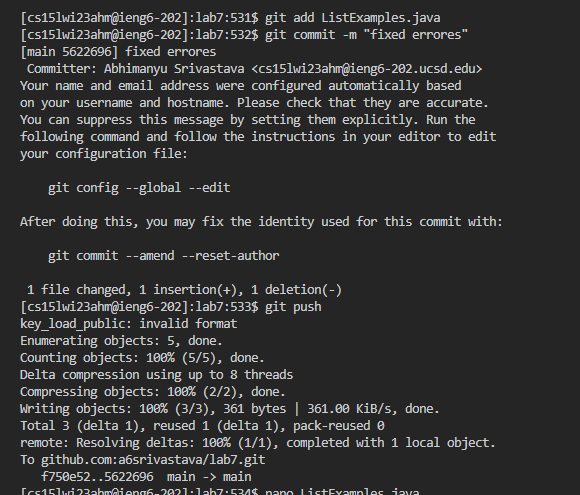 [cs15lwi23ahm@ieng6-202]:lab7:531$ git add ListExamples.java
[cs15lwi23ahm@ieng6-202]:lab7:532$ git commit -m "fixed errores"
[main 5622696] fixed errores
 Committer: Abhimanyu Srivastava <cs15lwi23ahm@ieng6-202.ucsd.edu>
Your name and email address were configured automatically based
on your username and hostname. Please check that they are accurate.
You can suppress this message by setting them explicitly. Run the
following command and follow the instructions in your editor to edit
your configuration file:

    git config --global --edit

After doing this, you may fix the identity used for this commit with:

    git commit --amend --reset-author

 1 file changed, 1 insertion(+), 1 deletion(-)
[cs15lwi23ahm@ieng6-202]:lab7:533$ git push
key_load_public: invalid format
Enumerating objects: 5, done.
Counting objects: 100% (5/5), done.
Delta compression using up to 8 threads
Compressing objects: 100% (2/2), done.
Writing objects: 100% (3/3), 361 bytes | 361.00 KiB/s, done.
Total 3 (delta 1), reused 1 (delta 1), pack-reused 0
remote: Resolving deltas: 100% (1/1), completed with 1 local object.
To github.com:a6srivastava/lab7.git
   f750e52..5622696  main -> main
[cs15lwi23ahm@ieng6-202]:lab7:534$ nano ListExamples.java